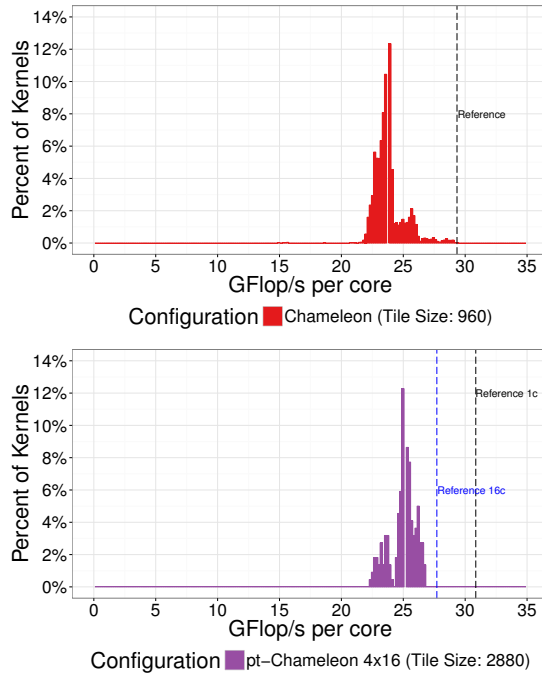 14%
12%
10%
8%
6%
4%
2%
0%
Percent of Kernels
Reference
0 5 10 15 20 25 30 35
GFlop/s per core
Configuration Chameleon (Tile Size: 960)
14%
12%
10%
8%
6%
4%
2%
0%
Percent of Kernels
Reference 1c
Reference 16c
0 5 10 15 20 25 30 35
GFlop/s per core
Configuration pt−Chameleon 4x16 (Tile Size: 2880)